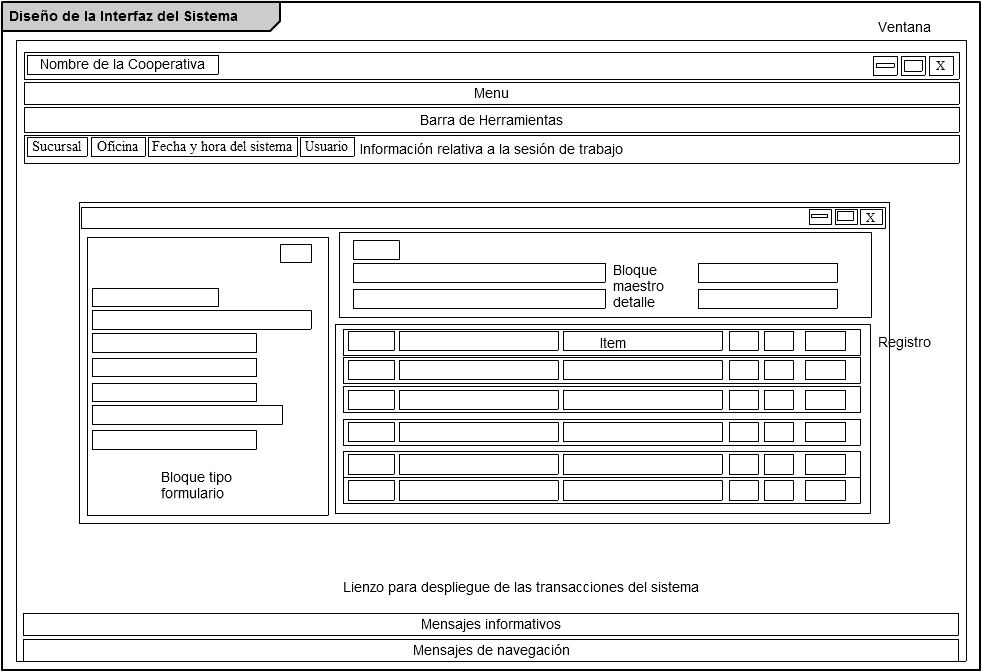 Diseño de la Interfaz del Sistema
Ventana
Nombre de la Cooperativa
X
Menu
Barra de Herramientas
Sucursal Oficina Fecha y hora del sistema Usuario Información relativa a la sesión de trabajo
X
Bloque
maestro
detalle
Item
Registro
Bloque tipo
formulario
Lienzo para despliegue de las transacciones del sistema
Mensajes informativos
Mensajes de navegación